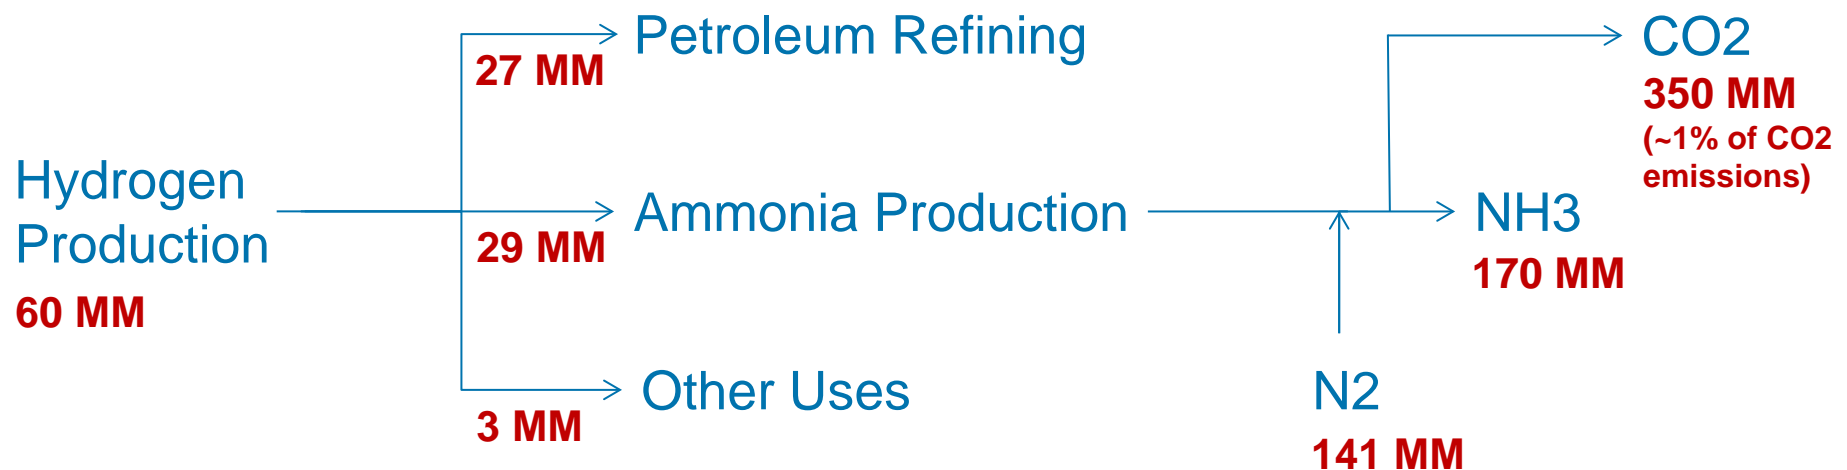 Petroleum Refining
27 MM
CO2
350 MM
(~1% of CO2
emissions)
Hydrogen
Production
60 MM
Ammonia Production
29 MM
NH3
170 MM
Other Uses
3 MM
N2
141 MM